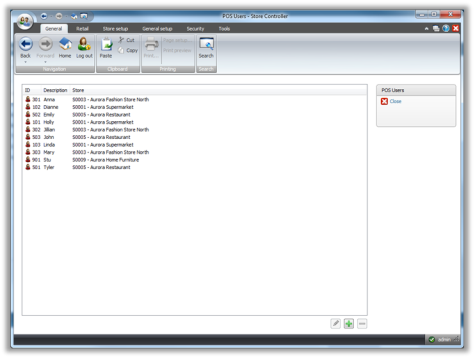 POS Users - Store Controller
General Retail Store setup General setup Security Tools
Back Forward Home Log out Paste Cut Copy Print... Page setup... Print preview Search
Navigation Clipboard Printing Search
ID Description Store
301 Anna S0003 - Aurora Fashion Store North
102 Dianne S0001 - Aurora Supermarket
502 Emily S0005 - Aurora Restaurant
101 Holly S0001 - Aurora Supermarket
302 Jillian S0003 - Aurora Fashion Store North
503 John S0005 - Aurora Restaurant
103 Linda S0001 - Aurora Supermarket
303 Mary S0003 - Aurora Fashion Store North
901 Stu S0009 - Aurora Home Furniture
501 Tyler S0005 - Aurora Restaurant
POS Users
Close
admin